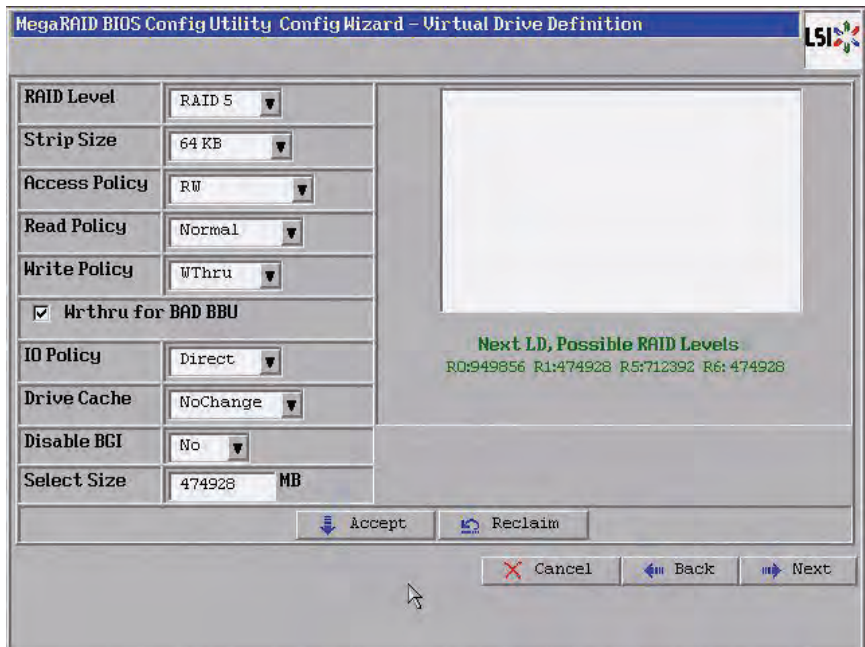 MegaRAID BIOS Config Utility Config Wizard – Virtual Drive Definition
LSI
RAID Level RAID 5
Strip Size 64 KB
Access Policy RW
Read Policy Normal
Write Policy WThru
Wrthru for BAD BBU
IO Policy Direct
Drive Cache NoChange
Disable BGI No
Select Size 474928 MB
Next LD, Possible RAID Levels
R0:949856 R1:474928 R5:712392 R6: 474928
Accept Reclaim
Cancel Back Next